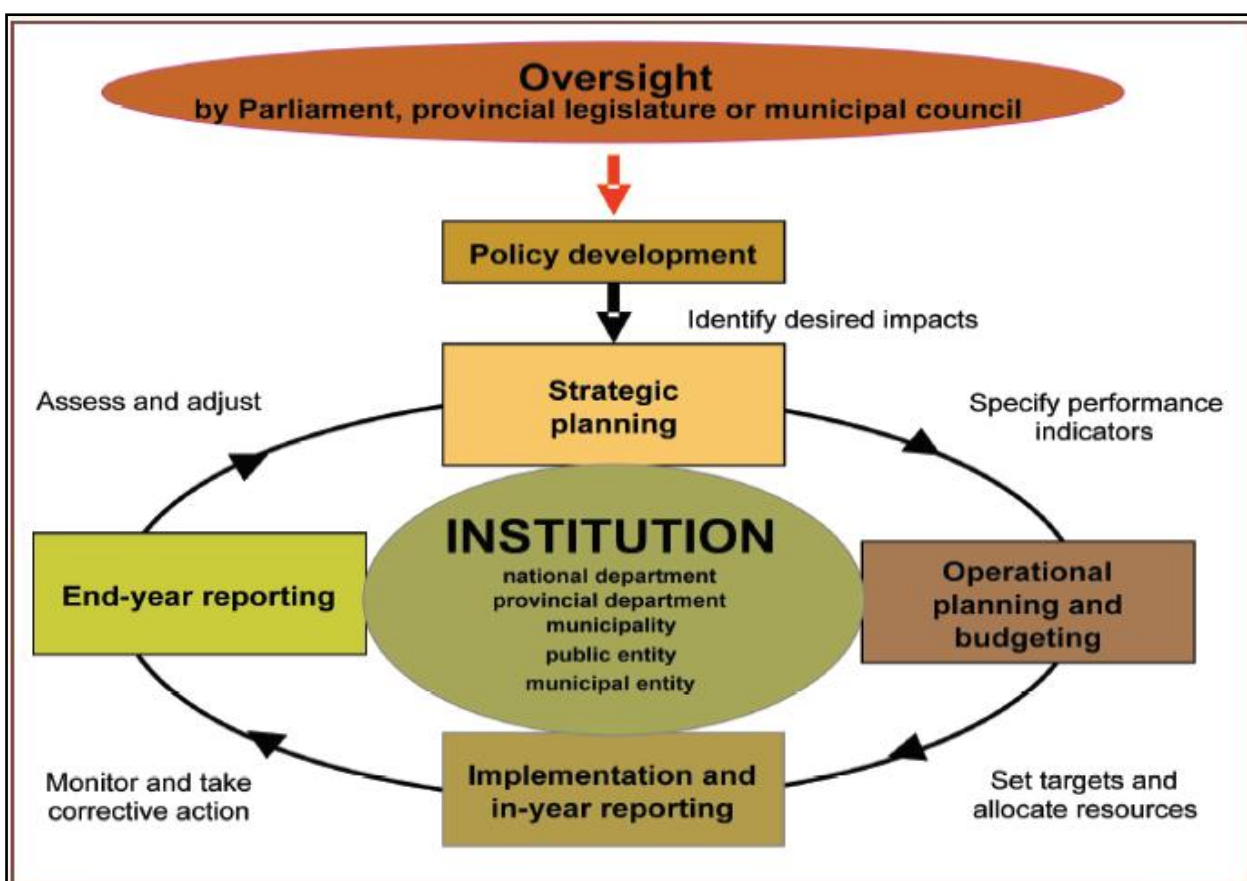 Oversight
by Parliament, provincial legislature or municipal council
Policy development
Identify desired impacts
Strategic
planning
Assess and adjust
Specify performance
indicators
INSTITUTION
national department
provincial department
municipality
public entity
municipal entity
End-year reporting
Operational
planning and
budgeting
Implementation and
in-year reporting
Monitor and take
corrective action
Set targets and
allocate resources